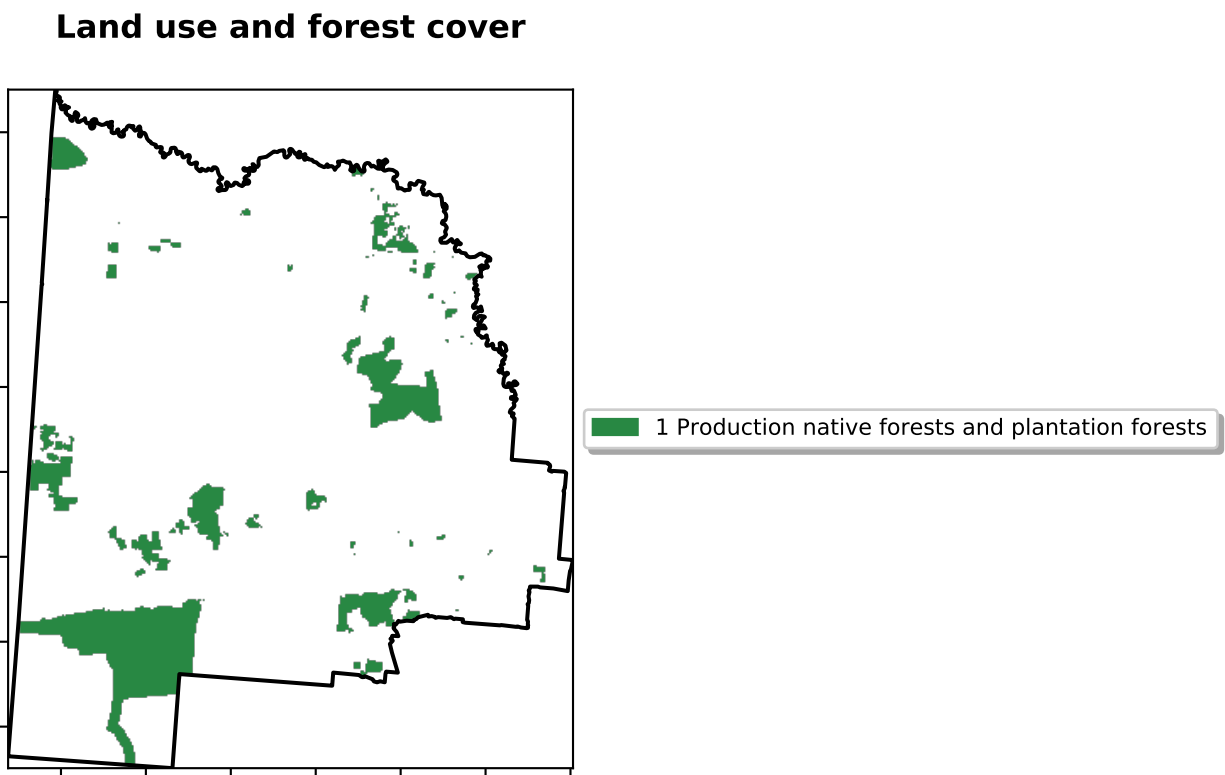 Land use and forest cover
1 Production native forests and plantation forests